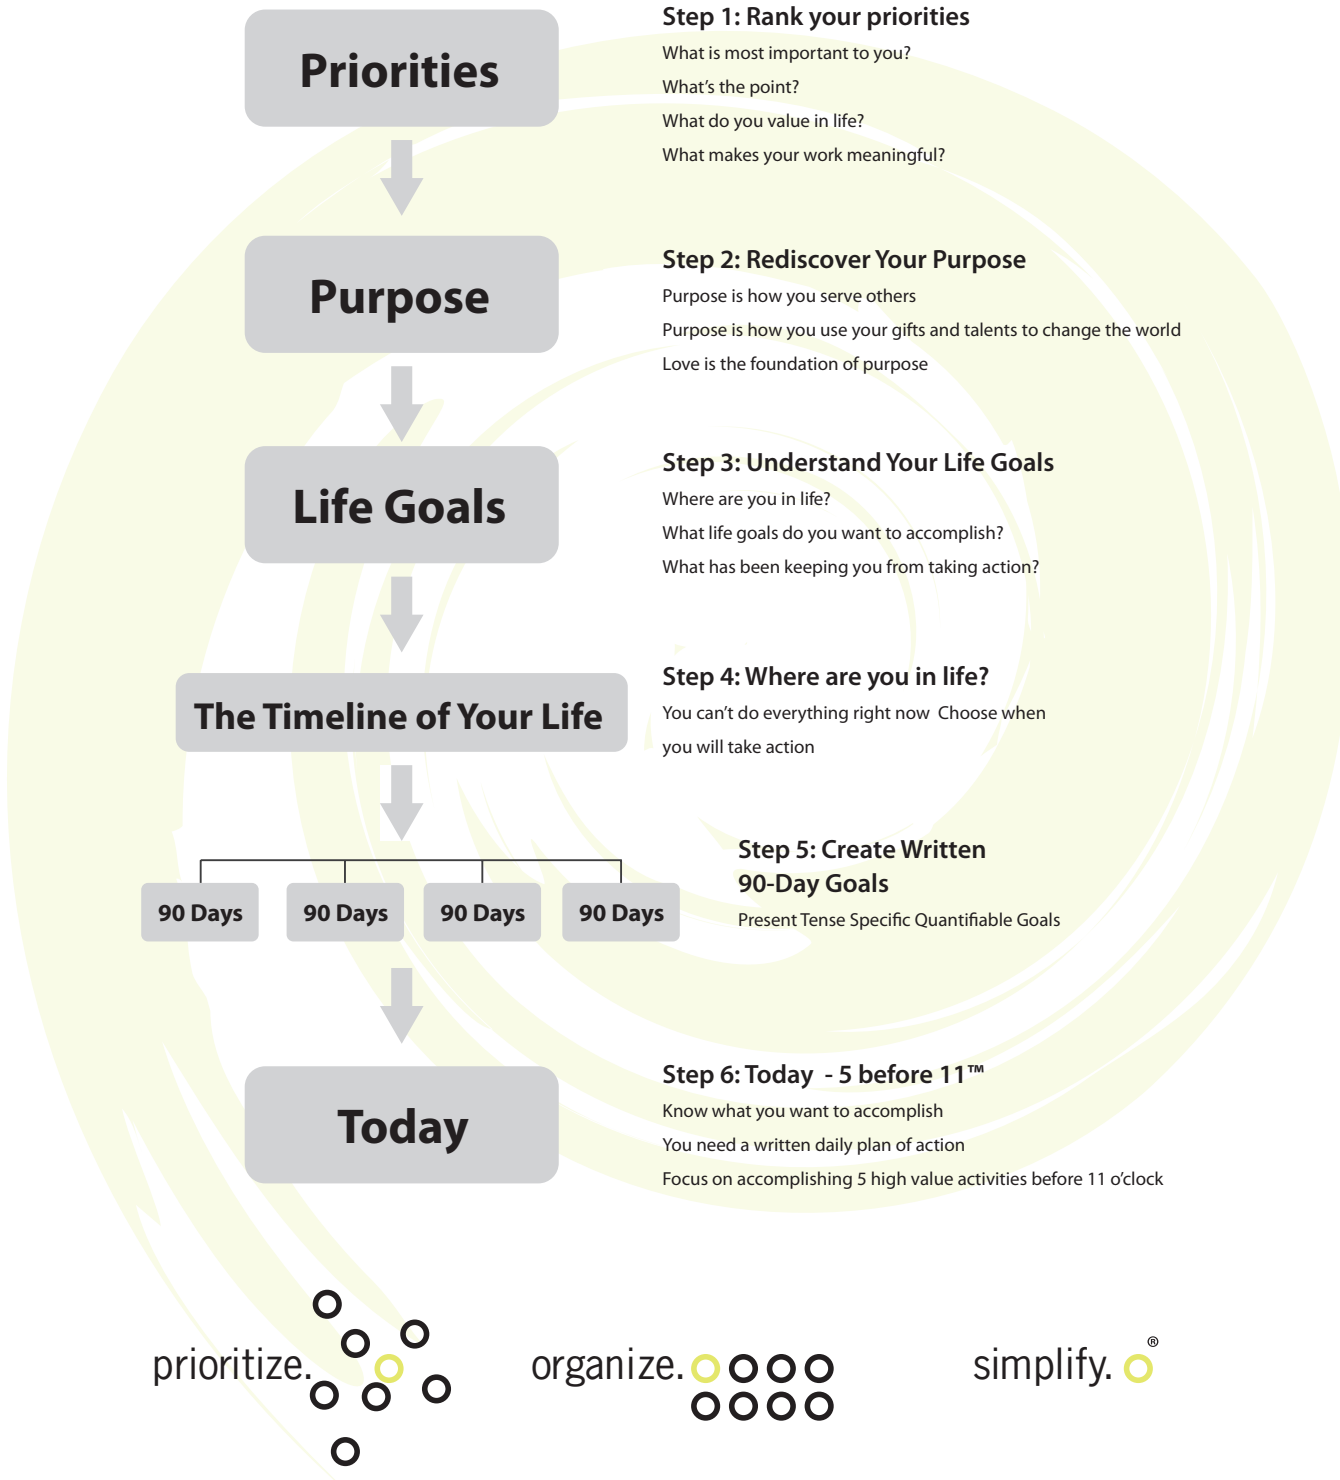 Priorities
Step 1: Rank your priorities
What is most important to you?
What's the point?
What do you value in life?
What makes your work meaningful?
Purpose
Step 2: Rediscover Your Purpose
Purpose is how you serve others
Purpose is how you use your gifts and talents to change the world
Love is the foundation of purpose
Life Goals
Step 3: Understand Your Life Goals
Where are you in life?
What life goals do you want to accomplish?
What has been keeping you from taking action?
The Timeline of Your Life
Step 4: Where are you in life?
You can't do everything right now  Choose when
you will take action
90 Days 90 Days 90 Days 90 Days
Step 5: Create Written
90-Day Goals
Present Tense Specific Quantifiable Goals
Today
Step 6: Today  - 5 before 11™
Know what you want to accomplish
You need a written daily plan of action
Focus on accomplishing 5 high value activities before 11 o'clock
prioritize. organize. simplify. ®